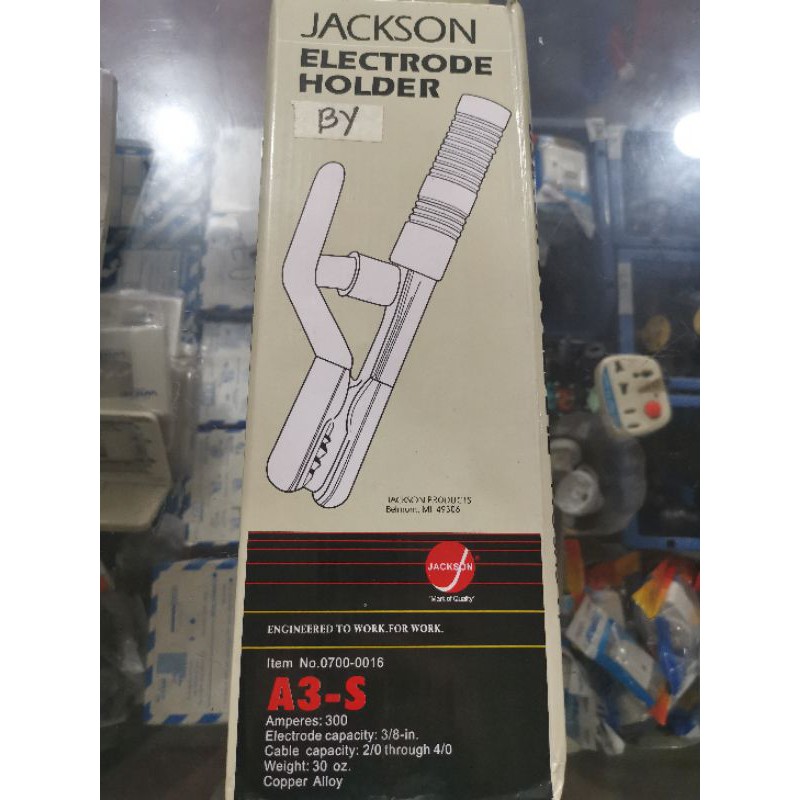 JACKSON
ELECTRODE
HOLDER
BY
JACKSON PRODUCTS
Belmont, MI 49306
JACKSON
"Mark of Quality"
ENGINEERED TO WORK.FOR WORK.
Item No.0700-0016
A3-S
Amperes: 300
Electrode capacity: 3/8-in.
Cable capacity: 2/0 through 4/0
Weight: 30 oz.
Copper Alloy